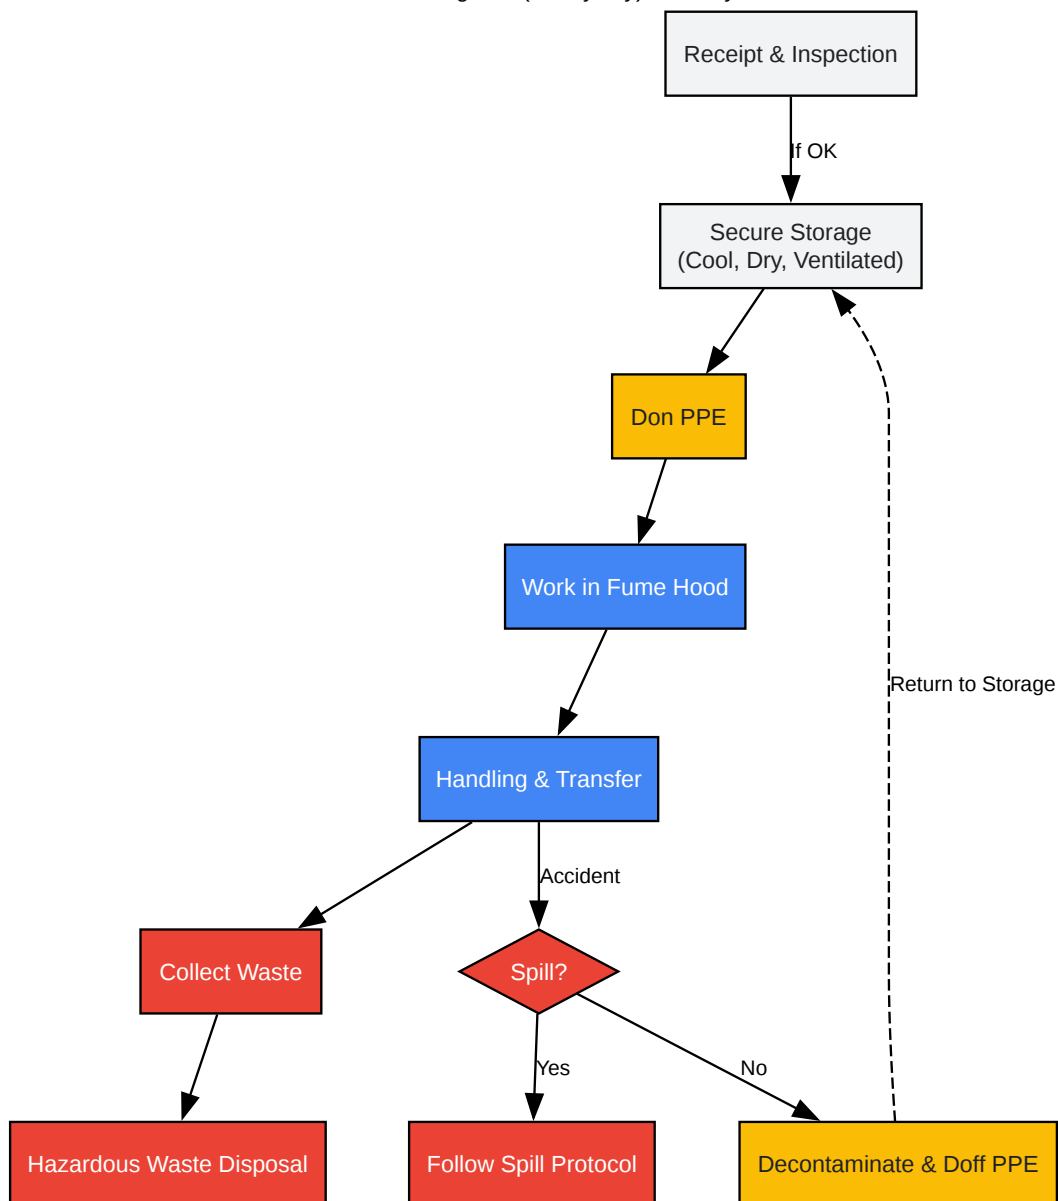 Receipt & Inspection
If OK
Secure Storage
(Cool, Dry, Ventilated)
Don PPE
Work in Fume Hood
Return to Storage
Handling & Transfer
Accident
Collect Waste
Spill?
Yes
No
Hazardous Waste Disposal
Follow Spill Protocol
Decontaminate & Doff PPE